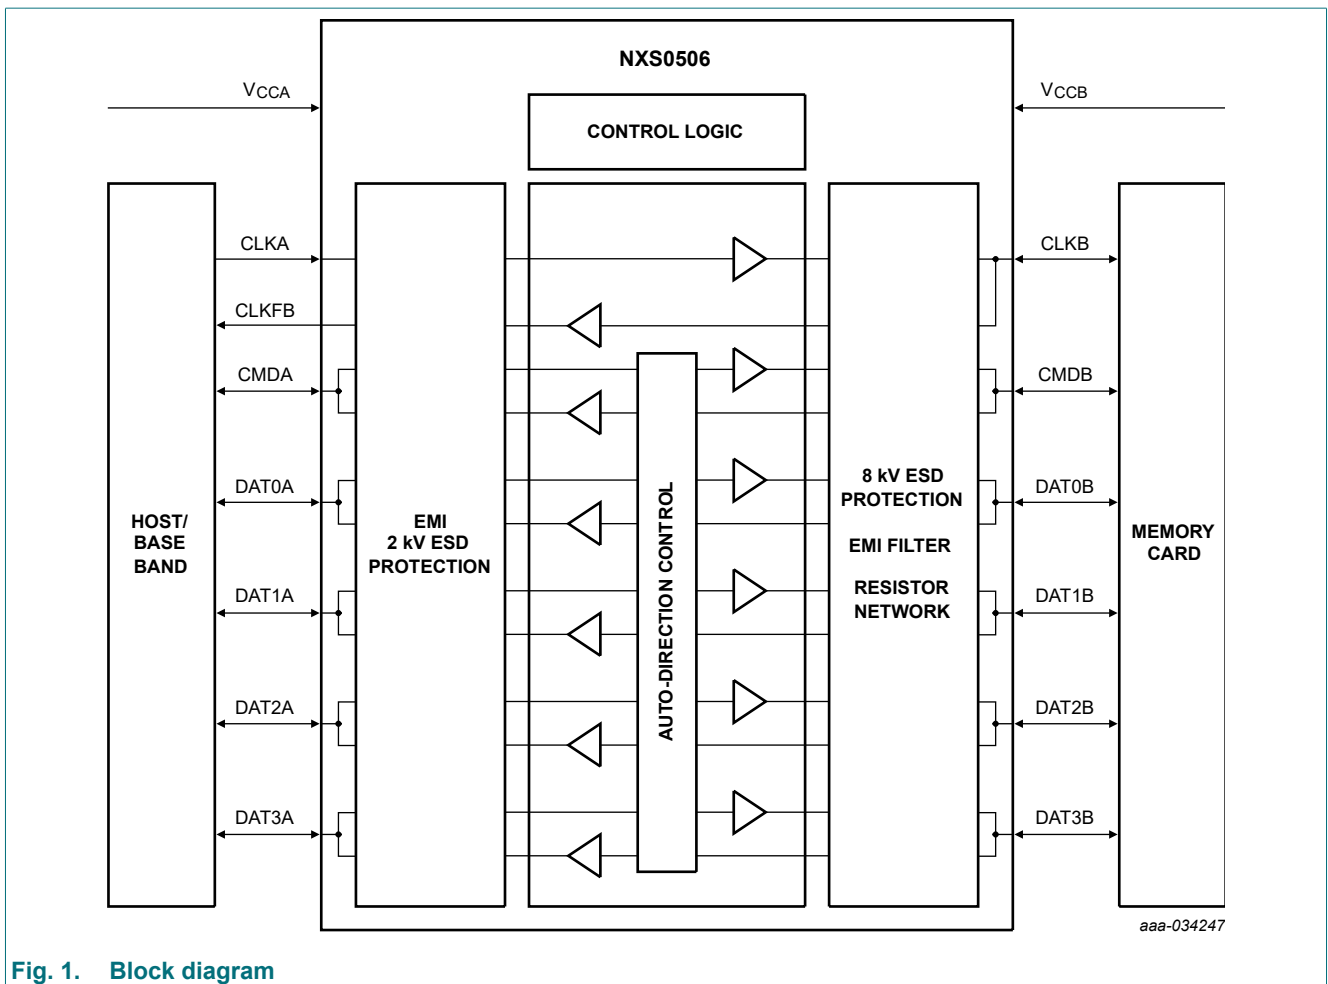 NXS0506
VCCA
VCCB
CONTROL LOGIC
CLKA
CLKB
CLKFB
CMDA
CMDB
DAT0A
DAT0B
DAT1A
DAT1B
DAT2A
DAT2B
DAT3A
DAT3B
HOST/
BASE
BAND
EMI
2 kV ESD
PROTECTION
AUTO-DIRECTION CONTROL
8 kV ESD
PROTECTION
EMI FILTER
RESISTOR
NETWORK
MEMORY
CARD
aaa-034247
Fig. 1. Block diagram